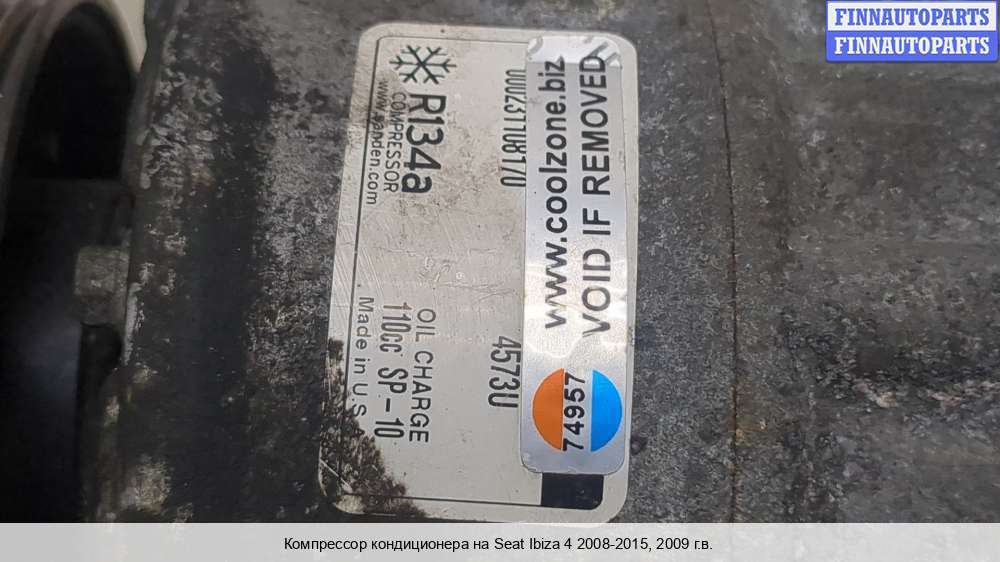 FINNAUTOPARTS
FINNAUTOPARTS
R134a
COMPRESSOR
www.sanden.com
OIL CHARGE
110cc SP-10
Made in U.S
4573U
www.coolzone.biz
VOID IF REMOVED
74957
Компрессор кондиционера на Seat Ibiza 4 2008-2015, 2009 г.в.